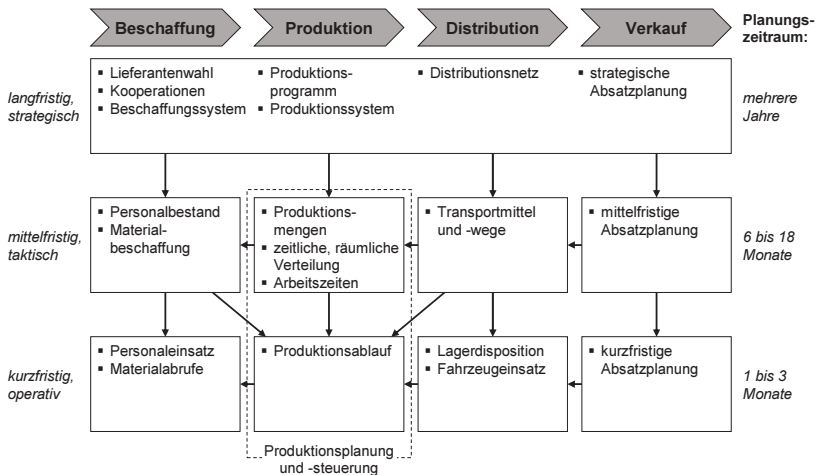 Beschaffung
Produktion
Distribution
Verkauf
Planungs-
zeitraum:
langfristig,
strategisch
▪ Lieferantenwahl
▪ Kooperationen
▪ Beschaffungssystem
▪ Produktions-
programm
▪ Produktionssystem
▪ Distributionsnetz
▪ strategische
Absatzplanung
mehrere
Jahre
mittelfristig,
taktisch
▪ Personalbestand
▪ Material-
beschaffung
▪ Produktions-
mengen
▪ zeitliche, räumliche
Verteilung
▪ Arbeitszeiten
▪ Transportmittel
und -wege
▪ mittelfristige
Absatzplanung
6 bis 18
Monate
kurzfristig,
operativ
▪ Personaleinsatz
▪ Materialabrufe
▪ Produktionsablauf
▪ Lagerdisposition
▪ Fahrzeugeinsatz
▪ kurzfristige
Absatzplanung
1 bis 3
Monate
Produktionsplanung
und -steuerung